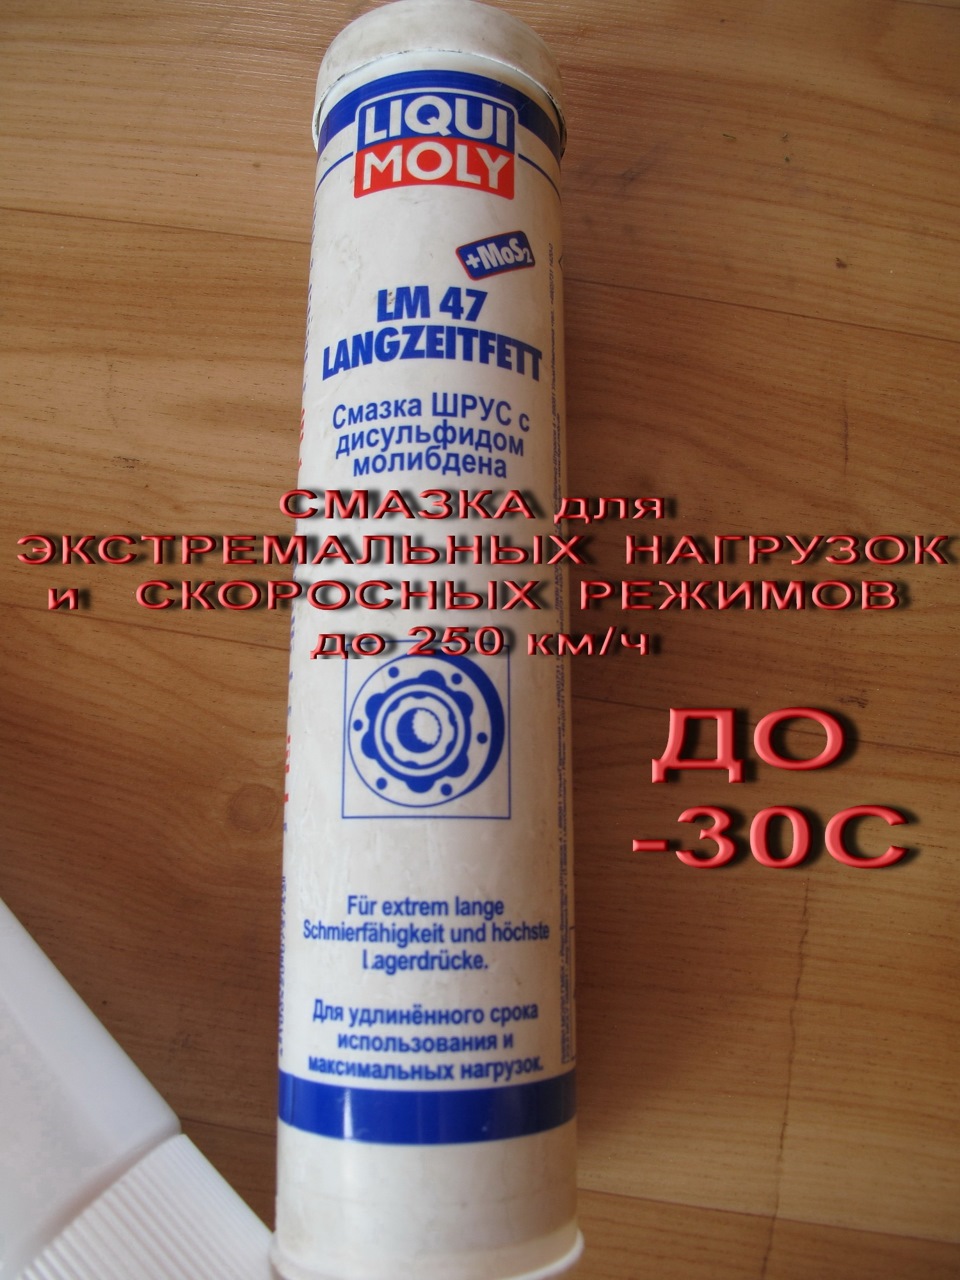 LIQUI
MOLY
+MoS2
LM 47
LANGZEITFETT
Смазка ШРУС с
дисульфидом
молибдена
СМАЗКА для
ЭКСТРЕМАЛЬНЫХ НАГРУЗОК
и СКОРОСНЫХ РЕЖИМОВ
до 250 км/ч
ДО
-30С
Für extrem lange
Schmierfähigkeit und höchste
Lagerdrücke.
Для удлинённого срока
использования и
максимальных нагрузок.